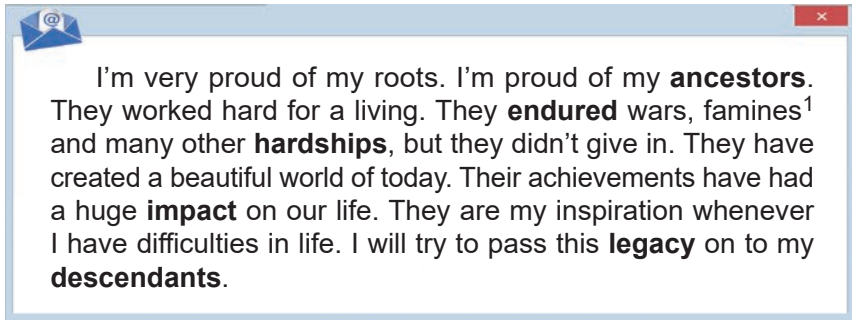 I’m very proud of my roots. I’m proud of my ancestors.
They worked hard for a living. They endured wars, famines¹
and many other hardships, but they didn’t give in. They have
created a beautiful world of today. Their achievements have had
a huge impact on our life. They are my inspiration whenever
I have difficulties in life. I will try to pass this legacy on to my
descendants.